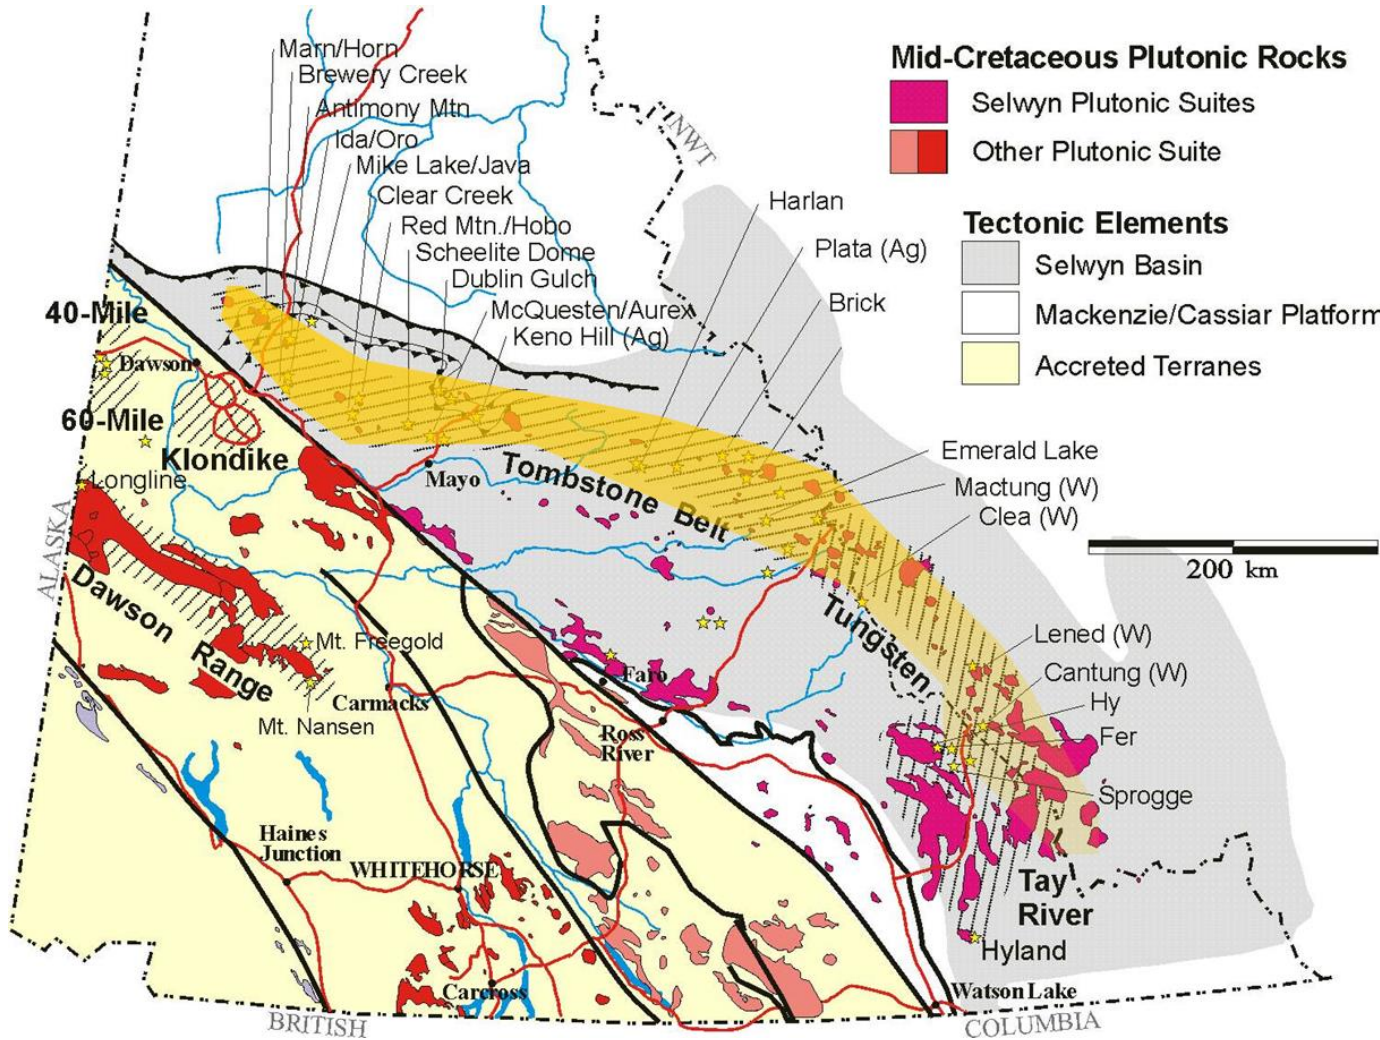 Marn/Horn
Brewery Creek
Antimony Mtn
Ida/Oro
Mike Lake/Java
Clear Creek
Red Mtn./Hobo
Scheelite Dome
Dublin Gulch
McQuesten/Aurex
Keno Hill (Ag)
NWT
Mid-Cretaceous Plutonic Rocks
Selwyn Plutonic Suites
Other Plutonic Suite
Tectonic Elements
Selwyn Basin
Mackenzie/Cassiar Platform
Accreted Terranes
Harlan
Plata (Ag)
Brick
40-Mile
Dawson
60-Mile
Klondike
Longline
Mayo
Tombstone Belt
Emerald Lake
Mactung (W)
Clea (W)
200 km
ALASKA
Dawson Range
Mt. Freegold
Mt. Nansen
Carmacks
Faro
Ross
River
Tungsten
Lened (W)
Cantung (W)
Hy
Fer
Sprogge
Haines
Junction
WHITEHORSE
Tay
River
Hyland
Carcross
Watson Lake
BRITISH
COLUMBIA